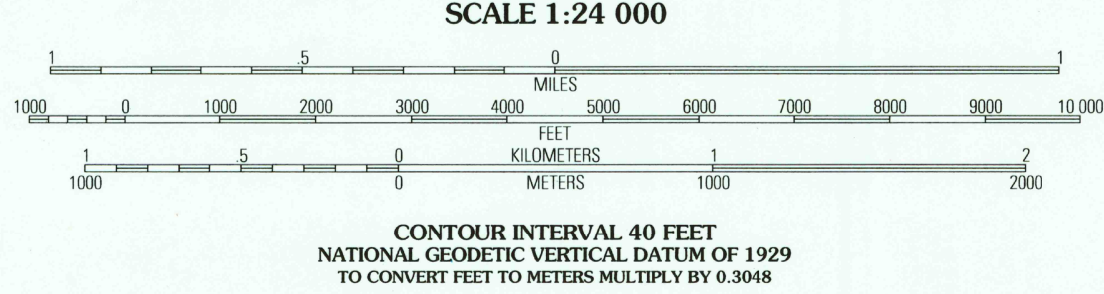 SCALE 1:24 000
1 .5 0 1
MILES
1000 0 1000 2000 3000 4000 5000 6000 7000 8000 9000 10 000
FEET
1 .5 0 KILOMETERS 1 2
1000 0 METERS 1000 2000
CONTOUR INTERVAL 40 FEET
NATIONAL GEODETIC VERTICAL DATUM OF 1929
TO CONVERT FEET TO METERS MULTIPLY BY 0.3048